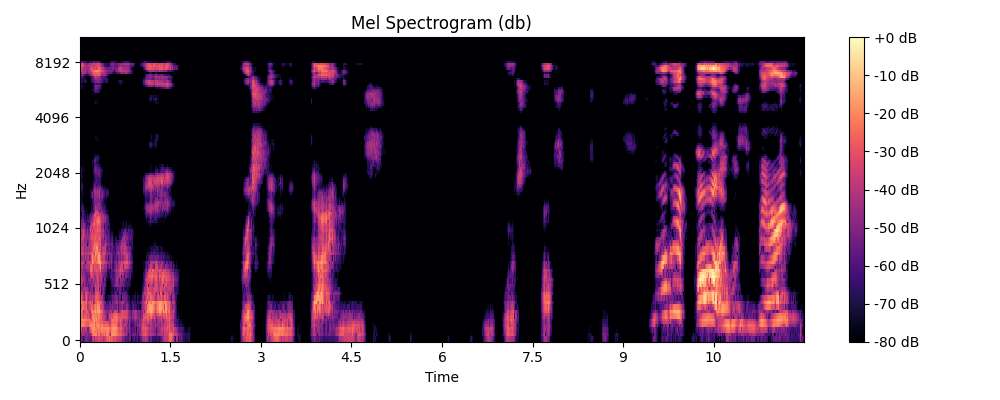 Mel Spectrogram (db)
+0 dB
8192
-10 dB
4096
-20 dB
-30 dB
2048
Hz
-40 dB
1024
-50 dB
-60 dB
512
-70 dB
0
-80 dB
0 1.5 3 4.5 6 7.5 9 10
Time